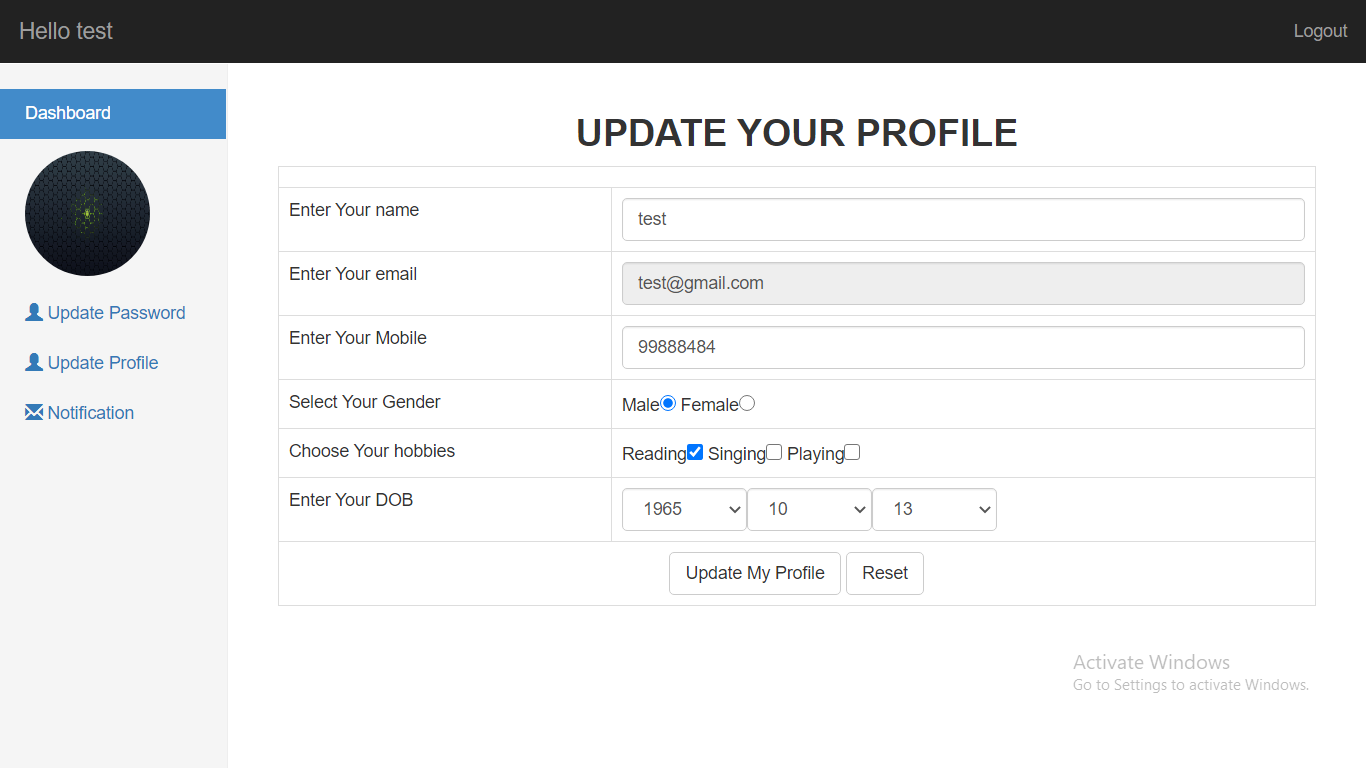 Hello test
Logout
Dashboard
Update Password
Update Profile
Notification
UPDATE YOUR PROFILE
Enter Your name
test
Enter Your email
test@gmail.com
Enter Your Mobile
99888484
Select Your Gender
Male Female
Choose Your hobbies
Reading Singing Playing
Enter Your DOB
1965 10 13
Update My Profile Reset
Activate Windows
Go to Settings to activate Windows.